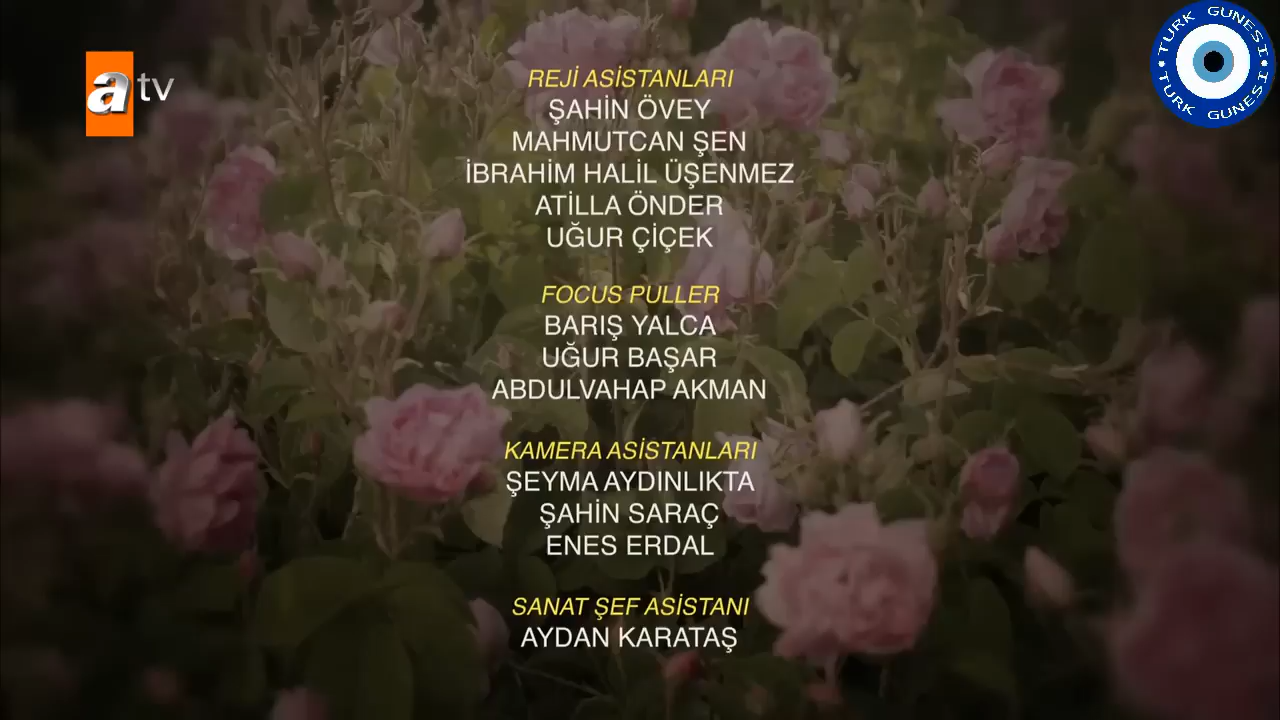 a tv
TURK GUNESI
TURK GUNESI
REJİ ASİSTANLARI
ŞAHİN ÖVEY
MAHMUTCAN ŞEN
İBRAHİM HALİL ÜŞENMEZ
ATİLLA ÖNDER
UĞUR ÇİÇEK
FOCUS PULLER
BARIŞ YALCA
UĞUR BAŞAR
ABDULVAHAP AKMAN
KAMERA ASİSTANLARI
ŞEYMA AYDINLIKTA
ŞAHİN SARAÇ
ENES ERDAL
SANAT ŞEF ASİSTANI
AYDAN KARATAŞ